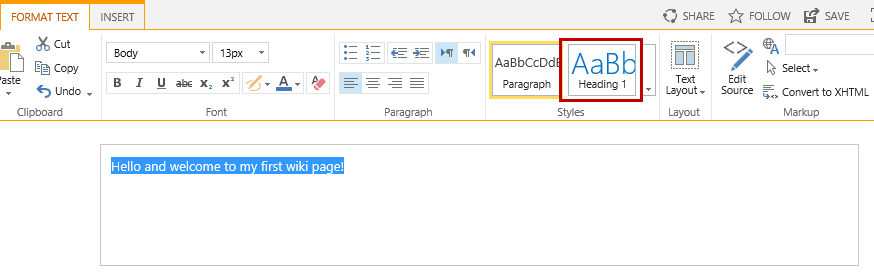 FORMAT TEXT INSERT SHARE FOLLOW SAVE
Cut
Copy
Paste
Undo
Clipboard
Body 13px
B I U abc x₂ x² A
Font
Paragraph
AaBbCcDdE AaBb
Paragraph Heading 1
Styles
Text
Layout
Layout
Edit
Source
Select
Convert to XHTML
Markup
Hello and welcome to my first wiki page!